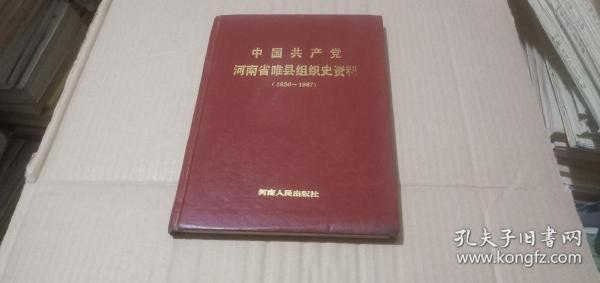 中国共产党
河南省睢县组织史资料
(1836~1987)
河南人民出版社
孔夫子旧书网
www.kongfz.com